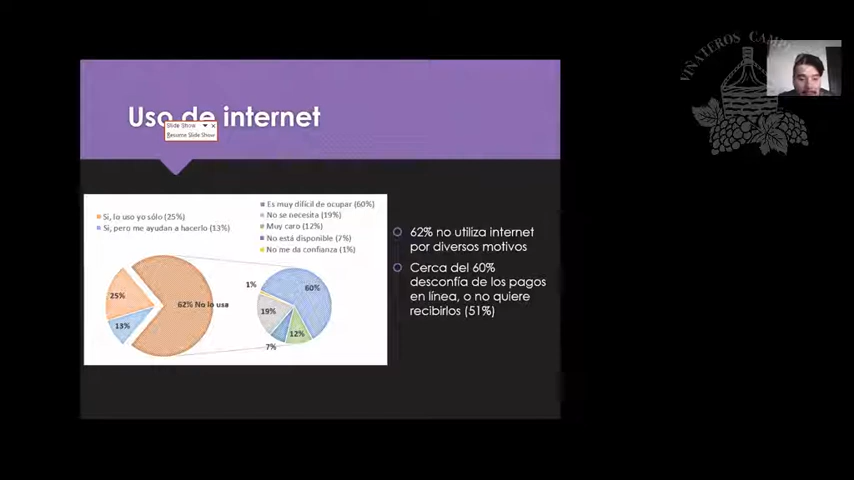 VIÑATEROS CAMP
Uso de internet
Slide Show
Resume Slide Show
Si, lo uso yo sólo (25%)
Si, pero me ayudan a hacerlo (13%)
Es muy difícil de ocupar (60%)
No se necesita (19%)
Muy caro (12%)
No está disponible (7%)
No me da confianza (1%)
25%
13%
62% No lo usa
1%
60%
19%
12%
7%
62% no utiliza internet
por diversos motivos
Cerca del 60%
desconfía de los pagos
en línea, o no quiere
recibirlos (51%)